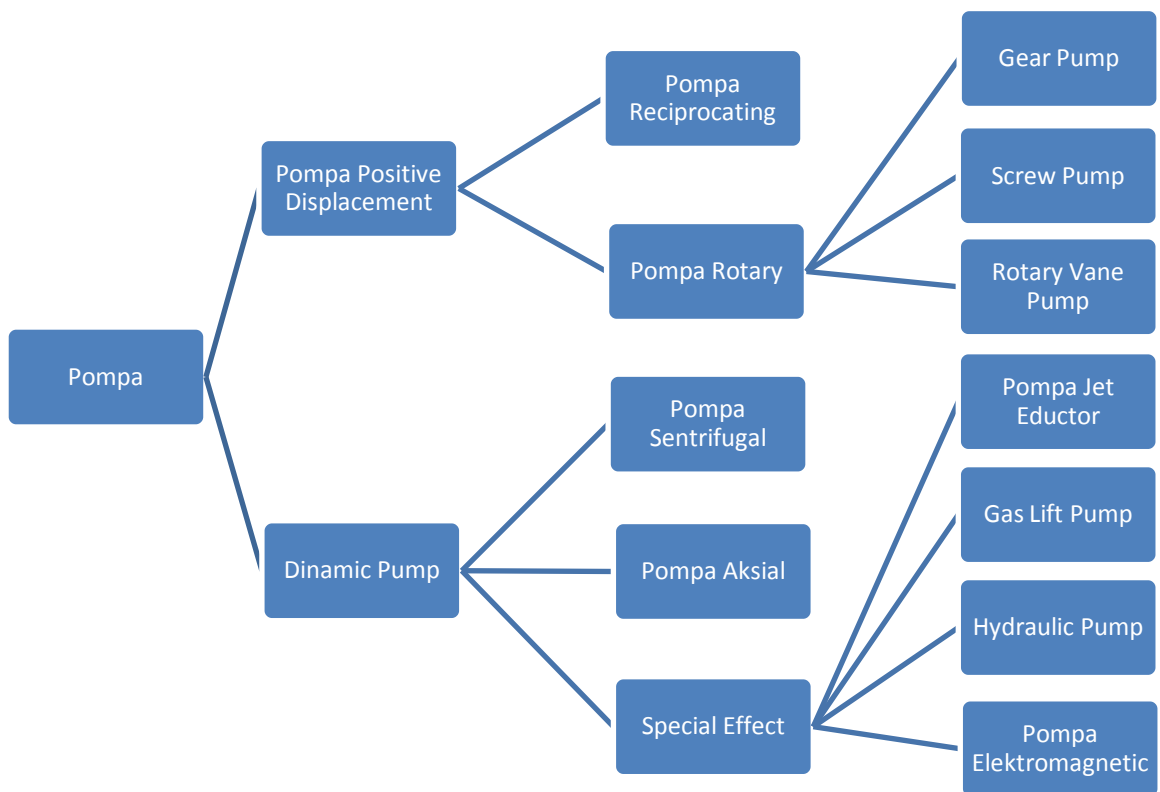 Pompa
Pompa Positive
Displacement
Dinamic Pump
Pompa
Reciprocating
Pompa Rotary
Pompa
Sentrifugal
Pompa Aksial
Special Effect
Gear Pump
Screw Pump
Rotary Vane
Pump
Pompa Jet
Eductor
Gas Lift Pump
Hydraulic Pump
Pompa
Elektromagnetic